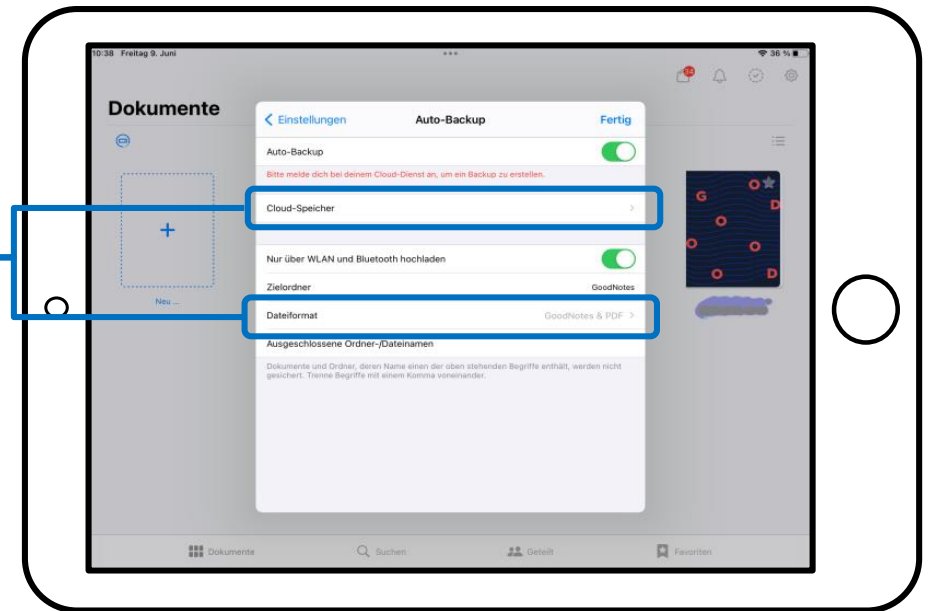 10:38 Freitag 9. Juni
36 %
34
Dokumente
Einstellungen
Auto-Backup
Fertig
Auto-Backup
Bitte melde dich bei deinem Cloud-Dienst an, um ein Backup zu erstellen.
Cloud-Speicher
Nur über WLAN und Bluetooth hochladen
Zielordner
GoodNotes
Dateiformat
GoodNotes & PDF
Ausgeschlossene Ordner-/Dateinamen
Dokumente und Ordner, deren Name einen der oben stehenden Begriffe enthält, werden nicht
gesichert. Trenne Begriffe mit einem Komma voneinander.
Neu ...
G O
O D
O O
O D
Dokumente
Suchen
Geteilt
Favoriten